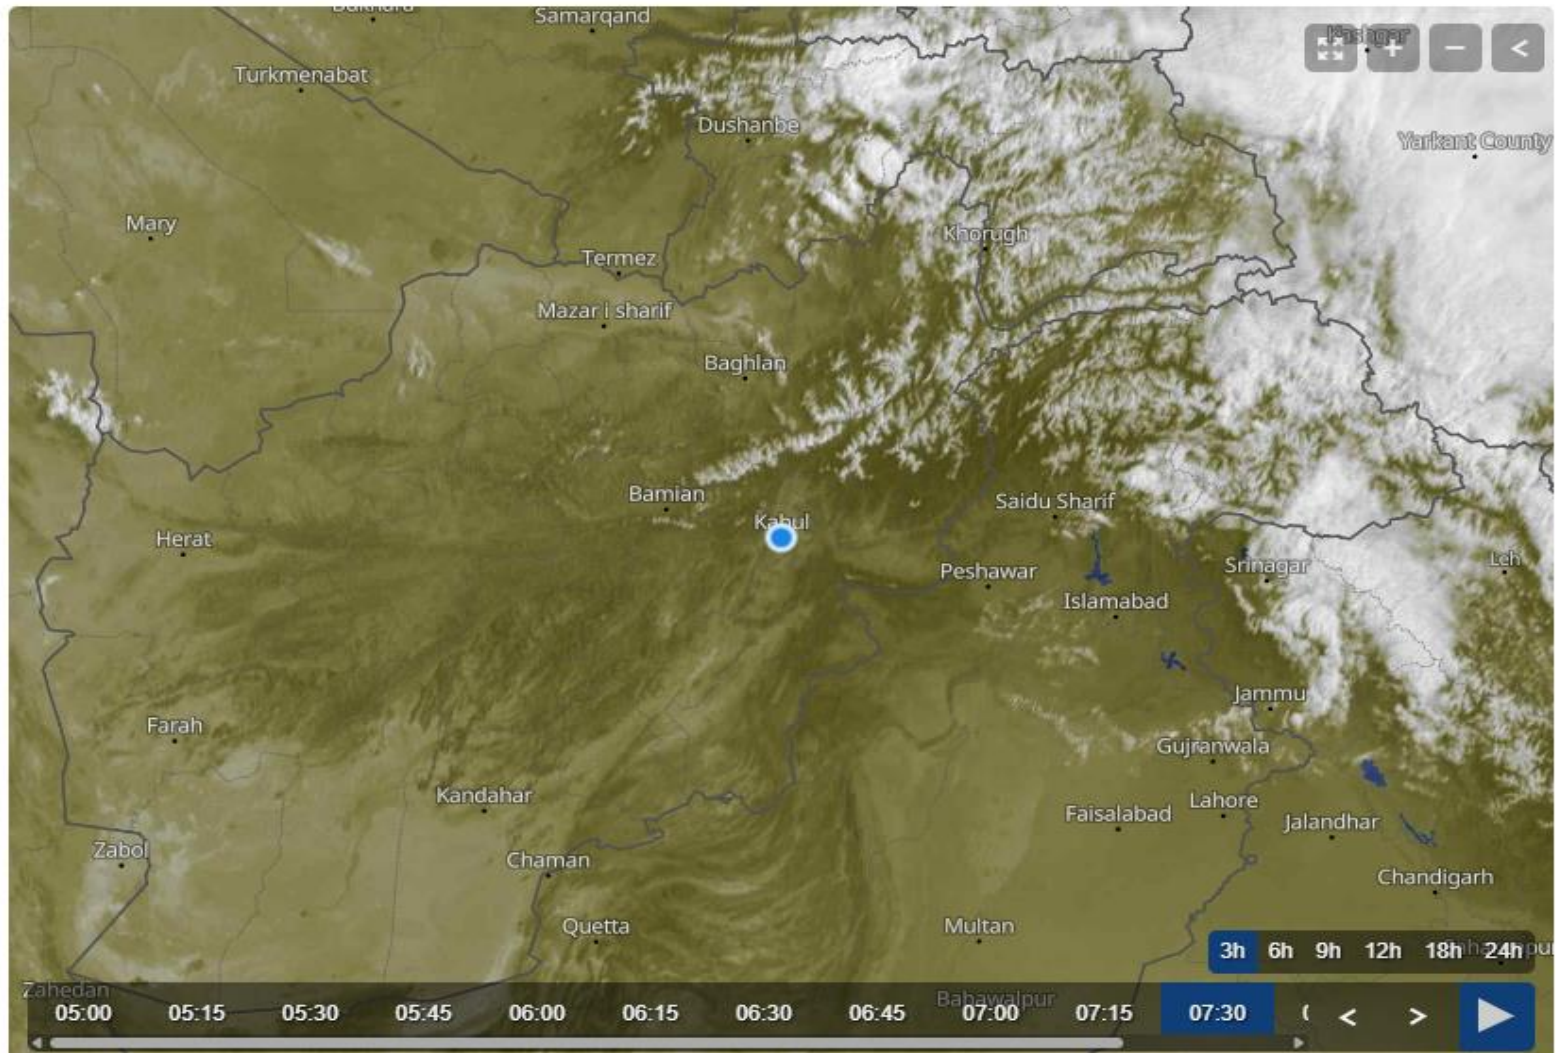 Samarqand
Kashgar
+
−
<
Turkmenabat
Dushanbe
Yarkant County
Mary
Khorugh
Termez
Mazar i sharif
Baghlan
Bamian
Saidu Sharif
Kabul
Herat
Leh
Srinagar
Peshawar
Islamabad
Jammu
Farah
Gujranwala
Kandahar
Lahore
Faisalabad
Jalandhar
Zabol
Chaman
Chandigarh
Quetta
Multan
3h 6h 9h 12h 18h 24h
Zahedan
Bahawalpur
05:00 05:15 05:30 05:45 06:00 06:15 06:30 06:45 07:00 07:15 07:30
< >